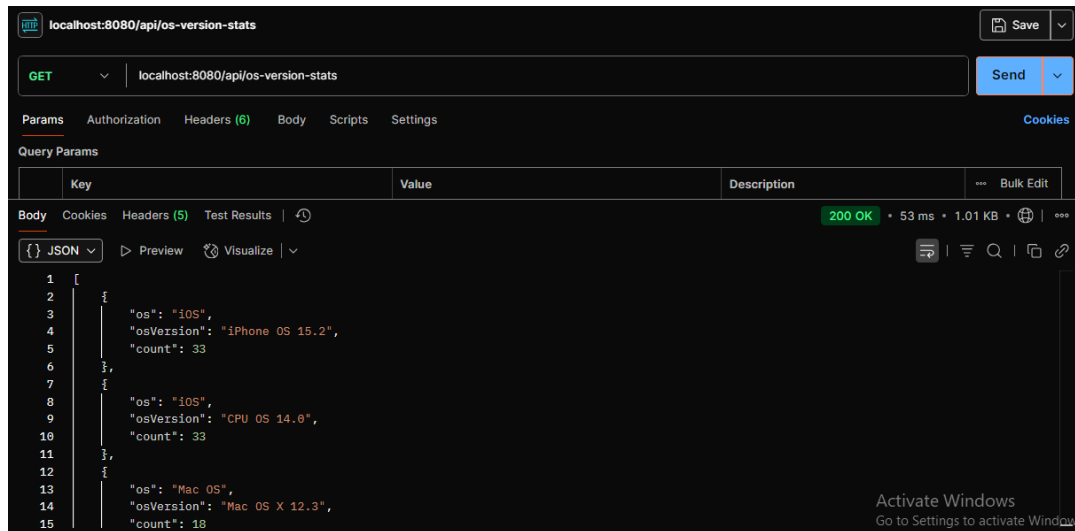 HTTP localhost:8080/api/os-version-stats Save
GET localhost:8080/api/os-version-stats Send
Params Authorization Headers (6) Body Scripts Settings Cookies
Query Params
Key Value Description Bulk Edit
Body Cookies Headers (5) Test Results 200 OK • 53 ms • 1.01 KB •
{} JSON Preview Visualize
1 [
2 {
3 "os": "iOS",
4 "osVersion": "iPhone OS 15.2",
5 "count": 33
6 },
7 {
8 "os": "iOS",
9 "osVersion": "CPU OS 14.0",
10 "count": 33
11 },
12 {
13 "os": "Mac OS",
14 "osVersion": "Mac OS X 12.3",
15 "count": 18
Activate Windows
Go to Settings to activate Window